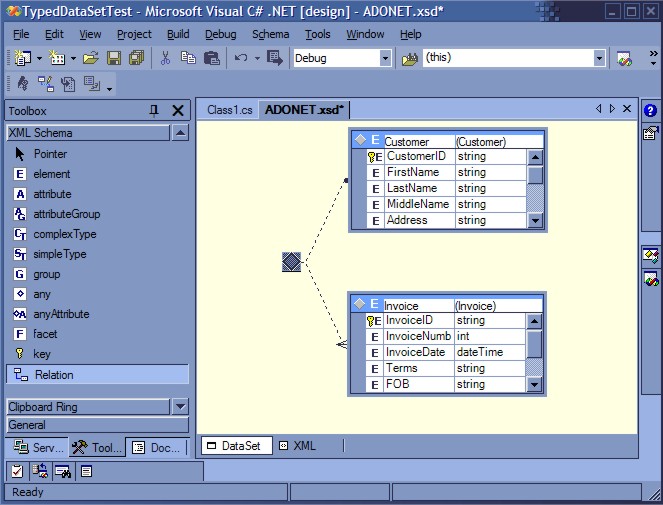 TypedDataSetTest - Microsoft Visual C# .NET [design] - ADONET.xsd*
File Edit View Project Build Debug Schema Tools Window Help
Debug (this)
Toolbox
XML Schema
Pointer
E element
A attribute
AG attributeGroup
CT complexType
ST simpleType
G group
any
A anyAttribute
F facet
key
Relation
Clipboard Ring
General
Serv... Tool... Doc...
Class1.cs ADONET.xsd*
E Customer (Customer)
E CustomerID string
E FirstName string
E LastName string
E MiddleName string
E Address string
E Invoice (Invoice)
E InvoiceID string
E InvoiceNumb int
E InvoiceDate dateTime
E Terms string
E FOB string
DataSet XML
Ready